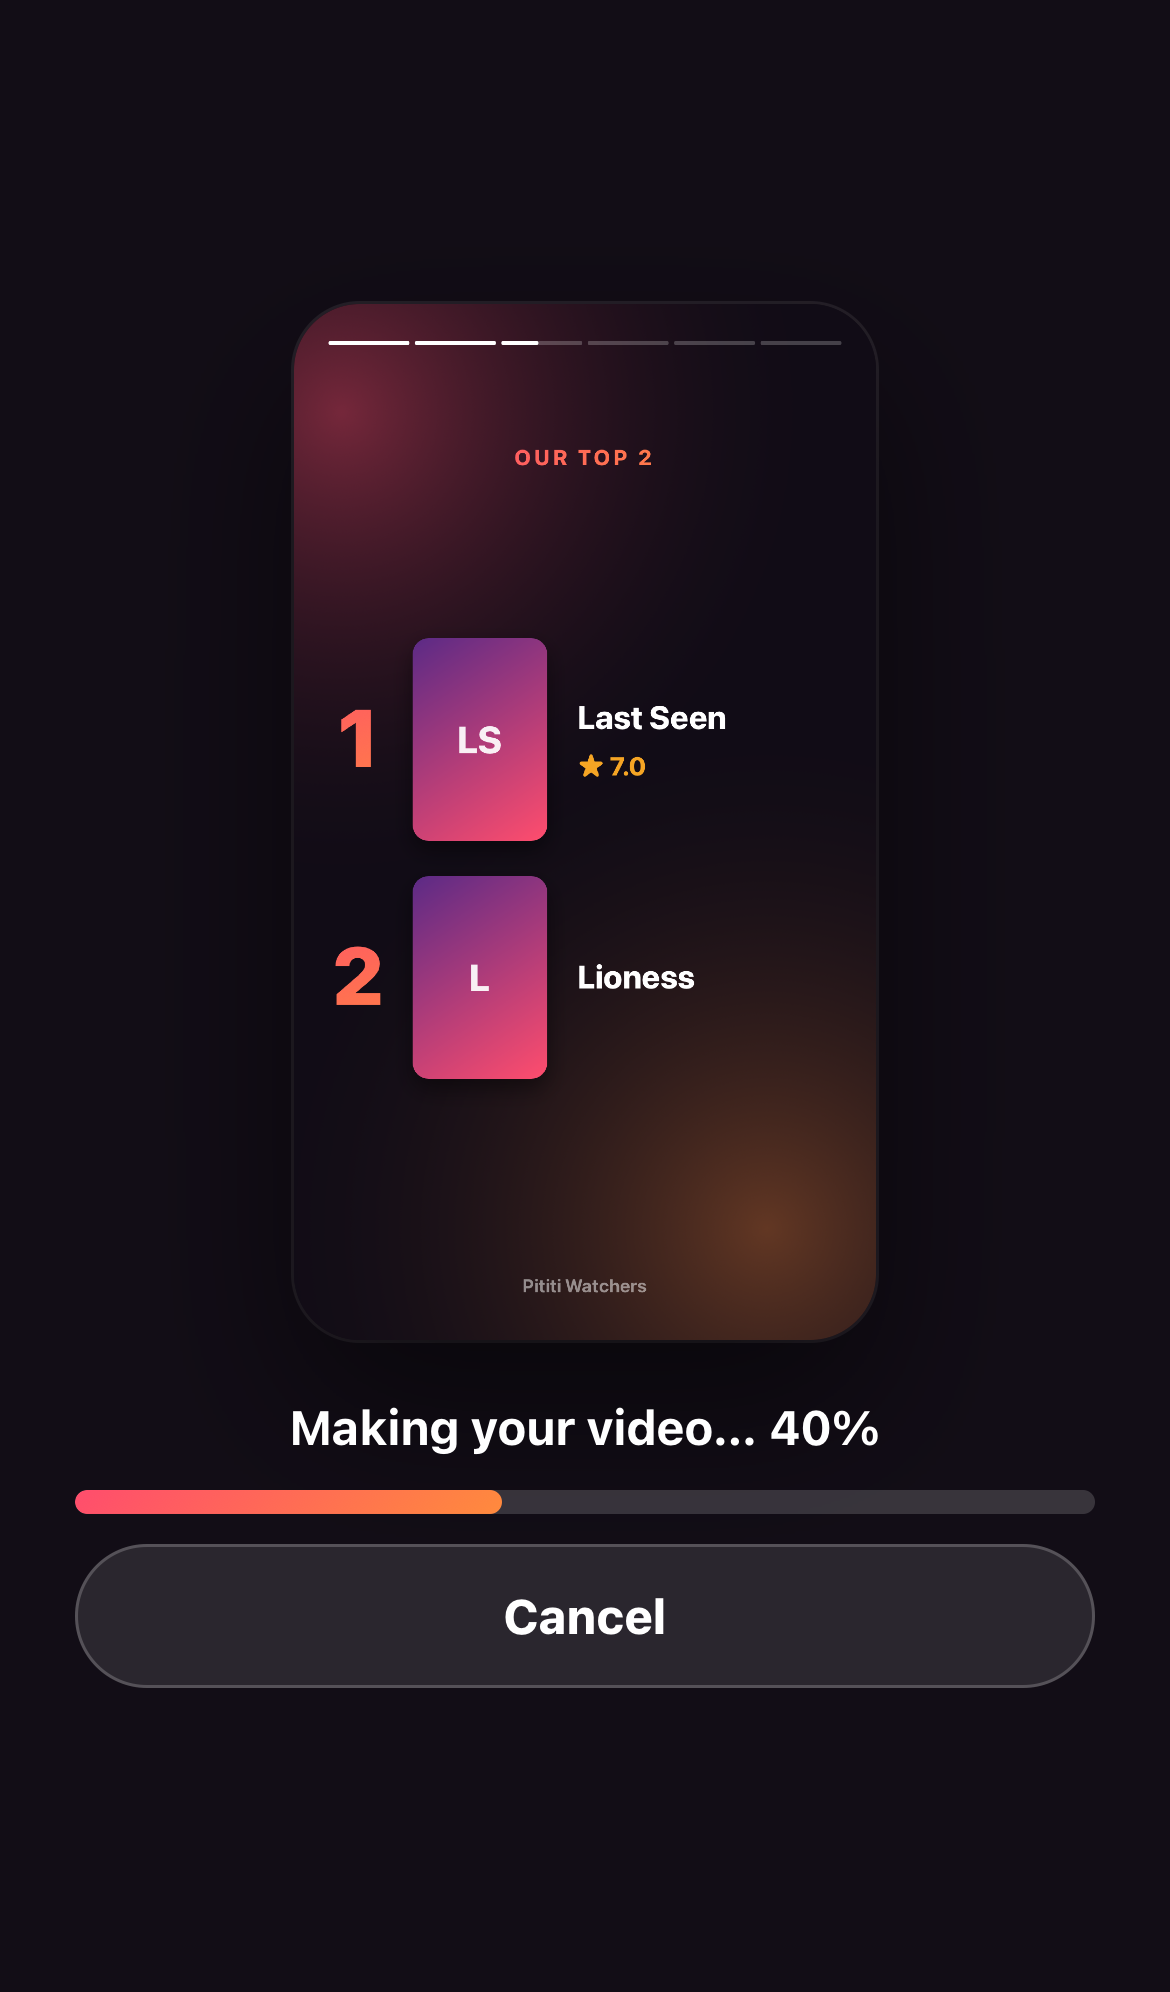 OUR TOP 2
1
LS
Last Seen
7.0
2
L
Lioness
Pititi Watchers
Making your video... 40%
Cancel